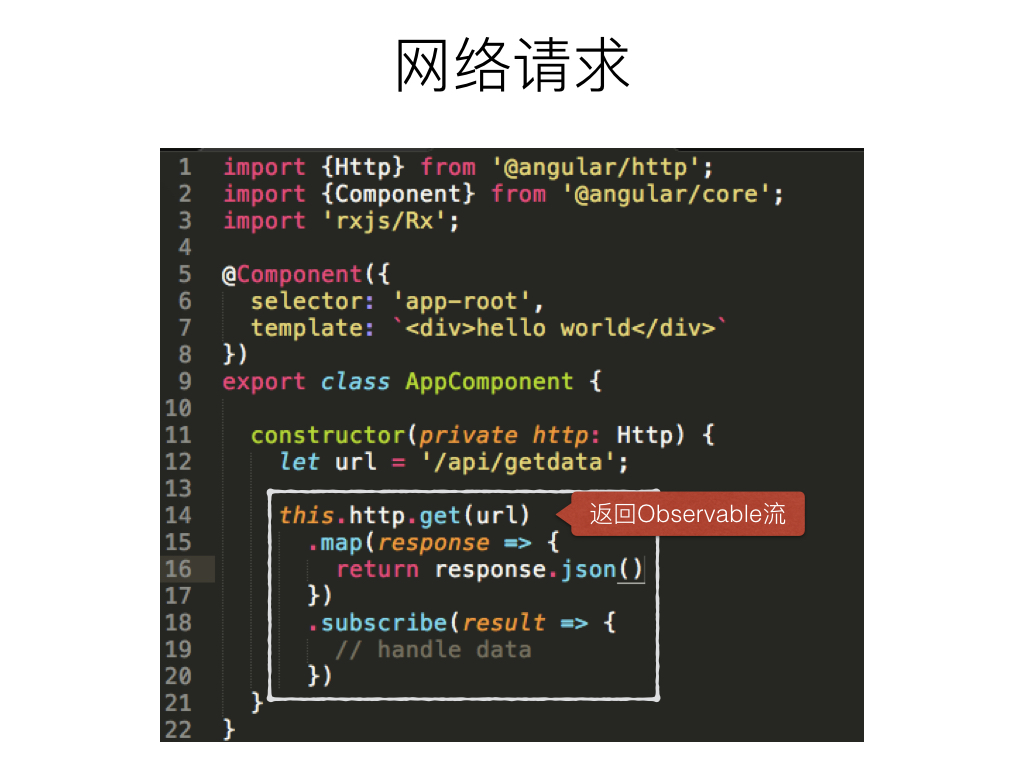 网络请求
1 import {Http} from '@angular/http';
2 import {Component} from '@angular/core';
3 import 'rxjs/Rx';
4
5 @Component({
6   selector: 'app-root',
7   template: `<div>hello world</div>`
8 })
9 export class AppComponent {
10
11   constructor(private http: Http) {
12     let url = '/api/getdata';
13
14     this.http.get(url) 返回Observable流
15       .map(response => {
16         return response.json()
17       })
18       .subscribe(result => {
19         // handle data
20       })
21   }
22 }